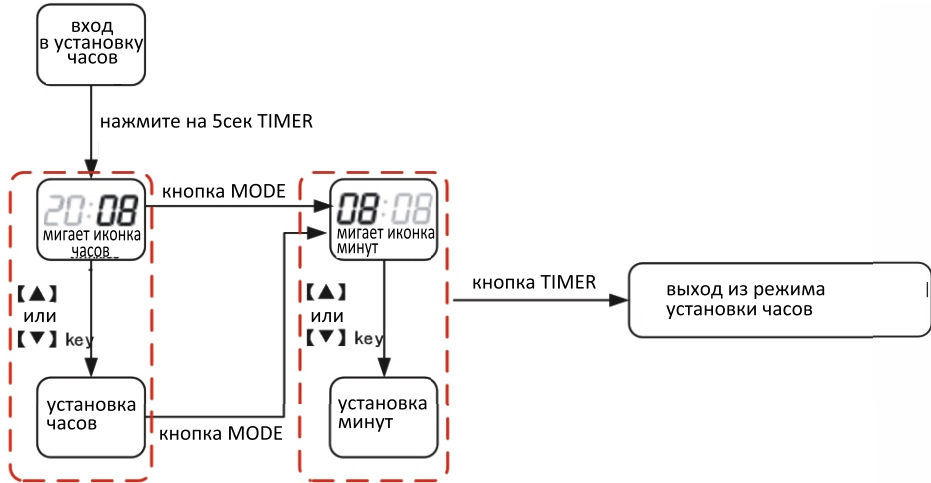 вход
в установку
часов
нажмите на 5сек TIMER
20:08
мигает иконка
часов
кнопка MODE
08:08
мигает иконка
минут
【▲】
или
【▼】key
【▲】
или
【▼】key
кнопка TIMER
выход из режима
установки часов
установка
часов
кнопка MODE
установка
минут